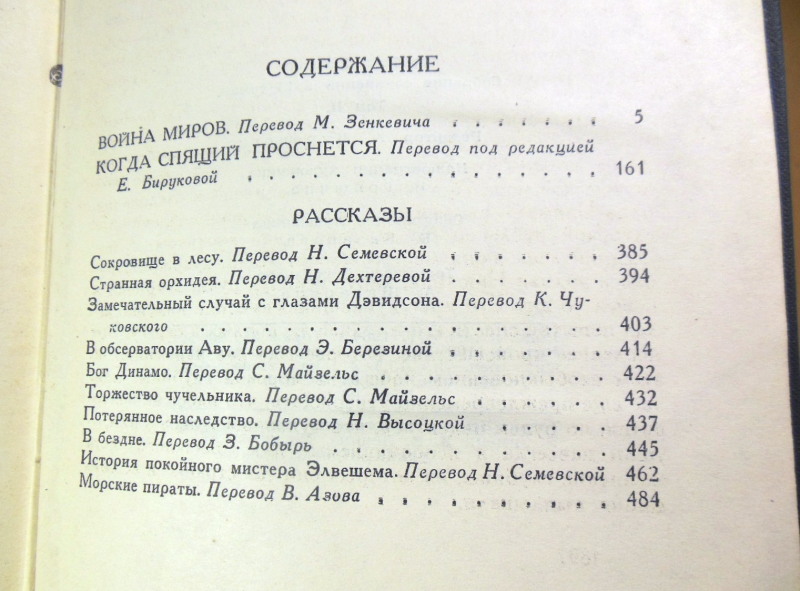 СОДЕРЖАНИЕ
ВОЙНА МИРОВ. Перевод М. Зенкевича . . . . . . . 5
КОГДА СПЯЩИЙ ПРОСНЕТСЯ. Перевод под редакцией
Е. Бируковой . . . . . . . . . . . . . . 161
РАССКАЗЫ
Сокровище в лесу. Перевод Н. Семевской . . . . . . . 385
Странная орхидея. Перевод Н. Дехтеревой . . . . . . . 394
Замечательный случай с глазами Дэвидсона. Перевод К. Чу-
ковского . . . . . . . . . . . . . . . . 403
В обсерватории Аву. Перевод Э. Березиной . . . . . . . 414
Бог Динамо. Перевод С. Майзельс . . . . . . . . . . 422
Торжество чучельника. Перевод С. Майзельс . . . . . . 432
Потерянное наследство. Перевод Н. Высоцкой . . . . . . 437
В бездне. Перевод З. Бобырь . . . . . . . . . . . 445
История покойного мистера Элвешема. Перевод Н. Семевской 462
Морские пираты. Перевод В. Азова . . . . . . . . . . 484